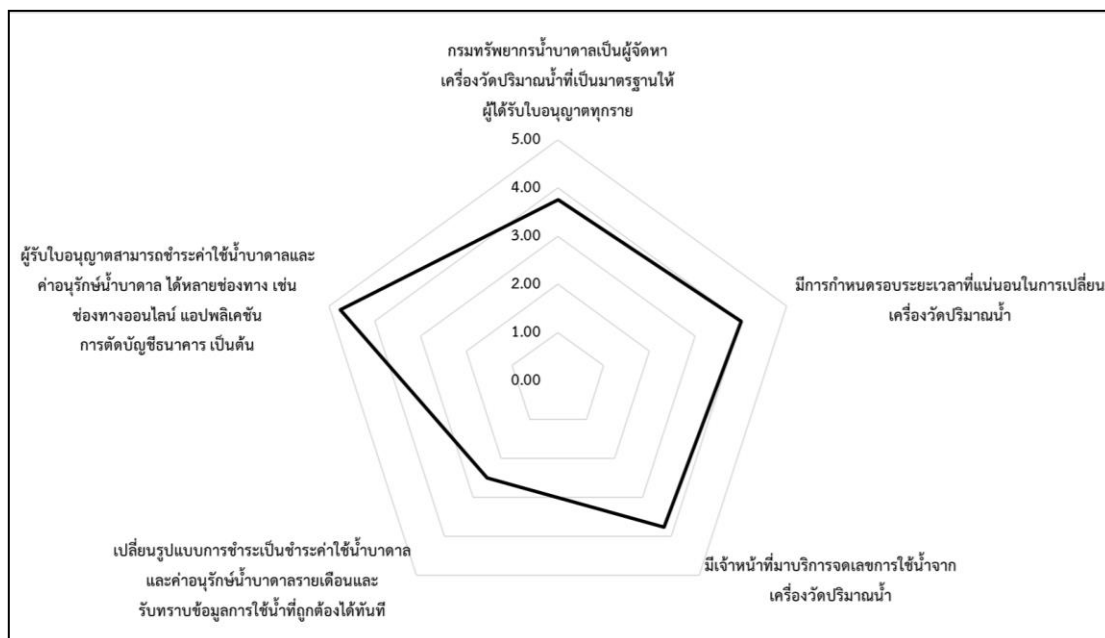 กรมทรัพยากรน้ำบาดาลเป็นผู้จัดหา
เครื่องวัดปริมาณน้ำที่เป็นมาตรฐานให้
ผู้ได้รับใบอนุญาตทุกราย
5.00
4.00
3.00
2.00
1.00
0.00
มีการกำหนดรอบระยะเวลาที่แน่นอนในการเปลี่ยน
เครื่องวัดปริมาณน้ำ
มีเจ้าหน้าที่มาบริการจดเลขการใช้น้ำจาก
เครื่องวัดปริมาณน้ำ
เปลี่ยนรูปแบบการชำระเป็นชำระค่าใช้น้ำบาดาล
และค่าอนุรักษ์น้ำบาดาลรายเดือนและ
รับทราบข้อมูลการใช้น้ำที่ถูกต้องได้ทันที
ผู้รับใบอนุญาตสามารถชำระค่าใช้น้ำบาดาลและ
ค่าอนุรักษ์น้ำบาดาล ได้หลายช่องทาง เช่น
ช่องทางออนไลน์ แอปพลิเคชัน
การตัดบัญชีธนาคาร เป็นต้น